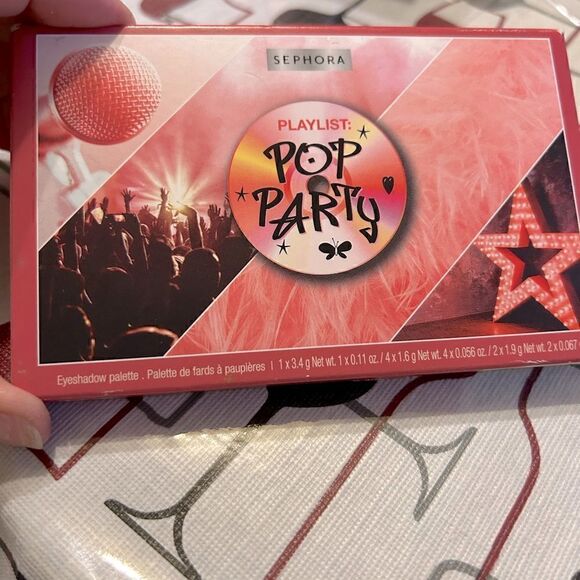 SEPHORA
PLAYLIST:
POP
PARTY
Eyeshadow palette . Palette de fards à paupières | 1 x 3.4 g Net wt. 1 x 0.11 oz. / 4 x 1.6 g Net wt. 4 x 0.056 oz. / 2 x 1.9 g Net wt. 2 x 0.067